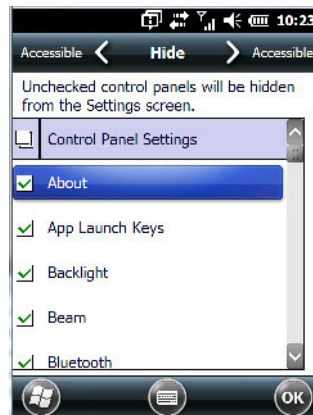 10:23
Accessible Hide Accessible
Unchecked control panels will be hidden
from the Settings screen.
Control Panel Settings
About
App Launch Keys
Backlight
Beam
Bluetooth
OK